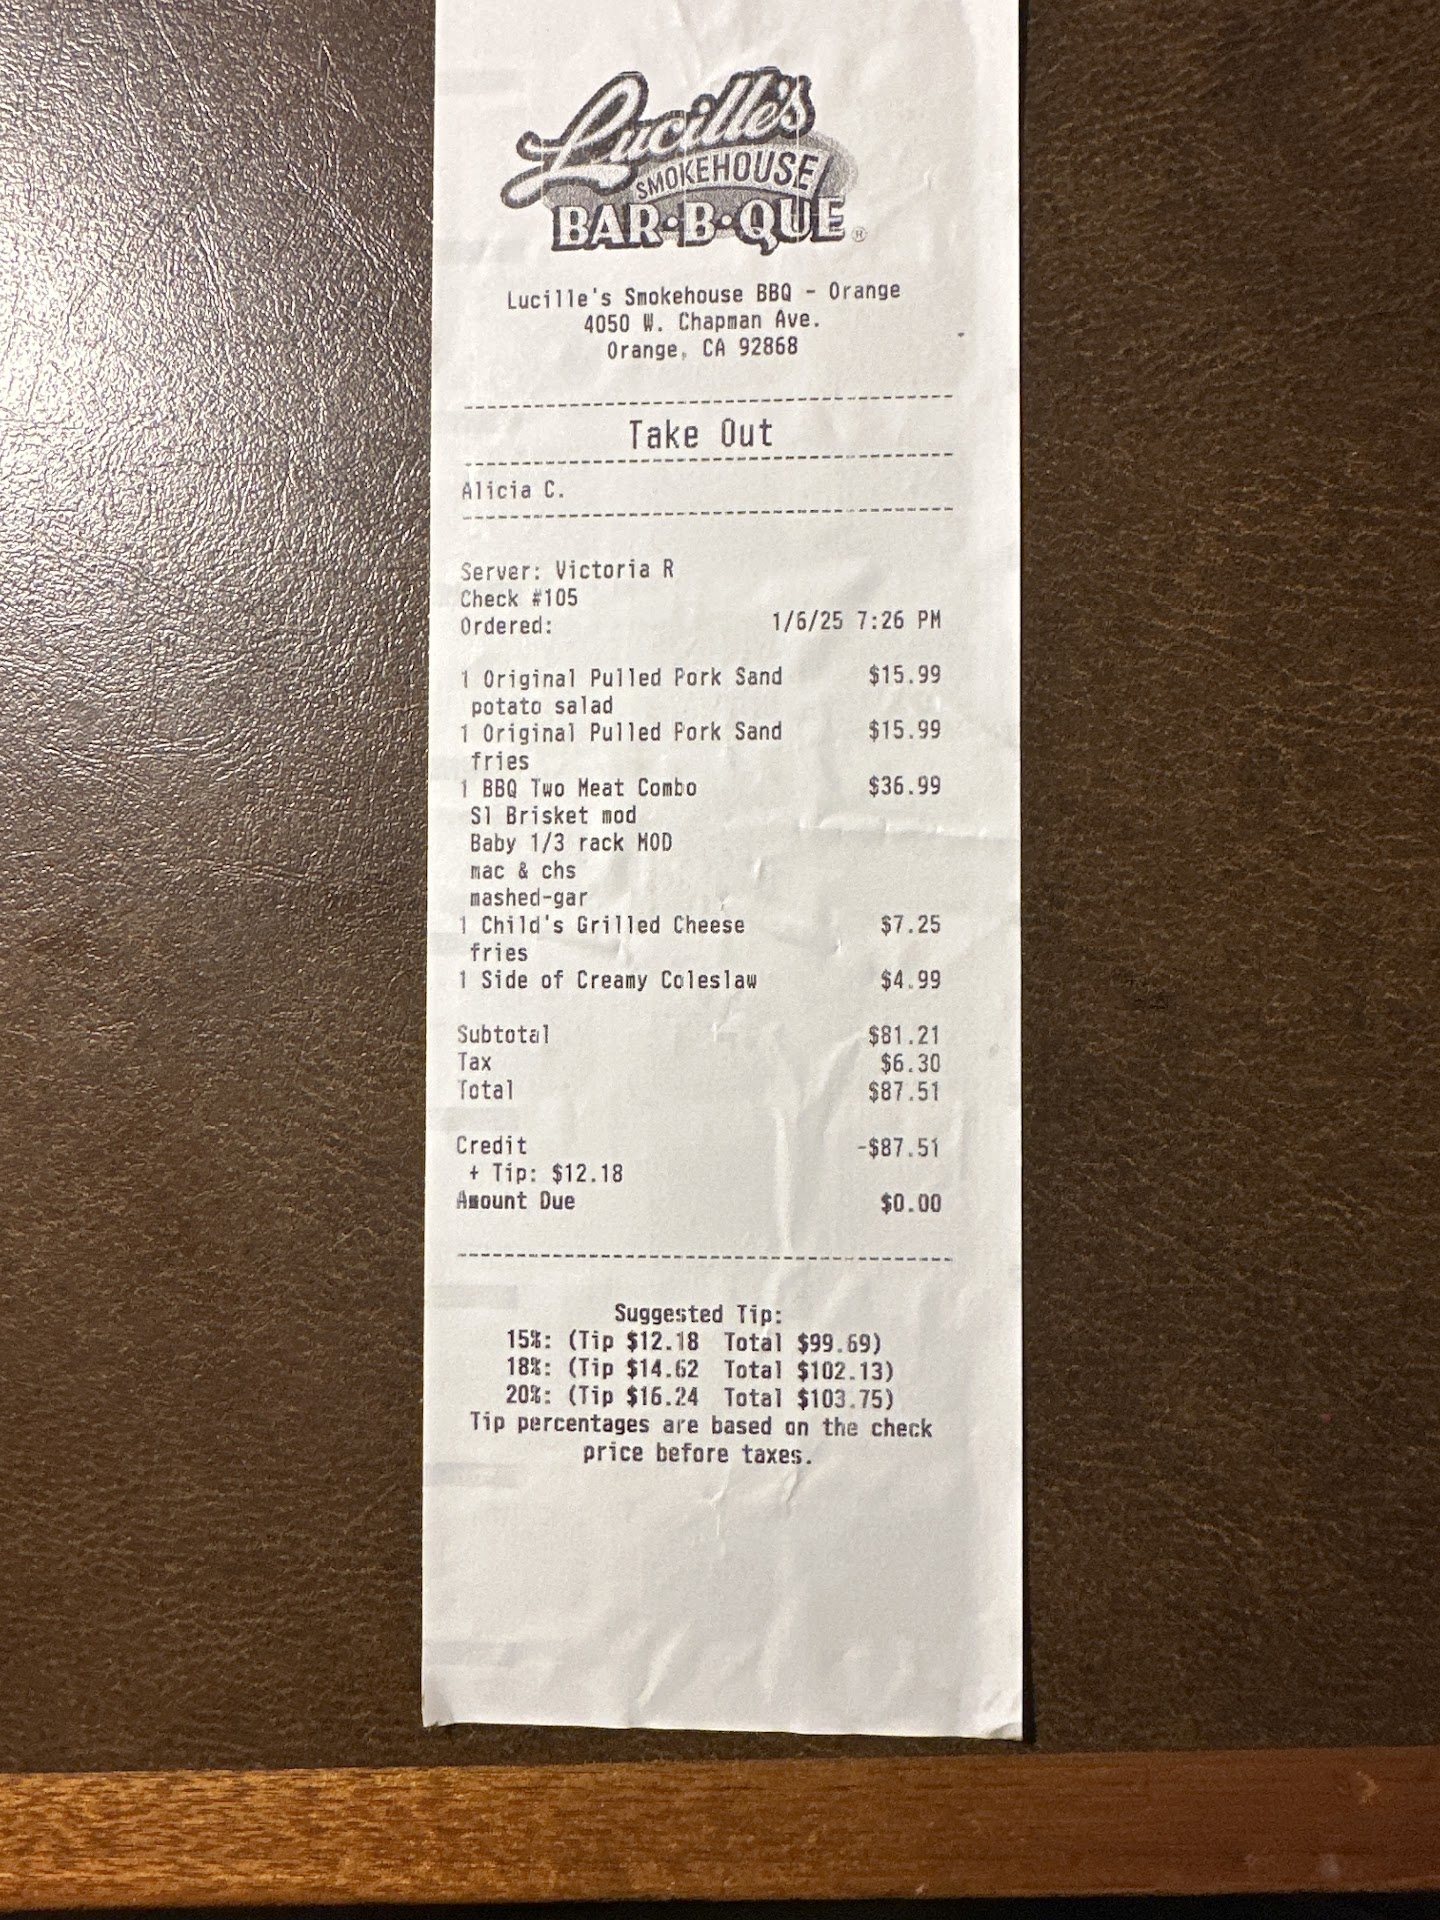 Lucille's
SMOKEHOUSE
BAR·B·QUE®
Lucille's Smokehouse BBQ - Orange
4050 W. Chapman Ave.
Orange, CA 92868
Take Out
Alicia C.
Server: Victoria R
Check #105
Ordered: 1/6/25 7:26 PM
1 Original Pulled Pork Sand $15.99
potato salad
1 Original Pulled Pork Sand $15.99
fries
1 BBQ Two Meat Combo $36.99
Sl Brisket mod
Baby 1/3 rack MOD
mac & chs
mashed-gar
1 Child's Grilled Cheese $7.25
fries
1 Side of Creamy Coleslaw $4.99
Subtotal $81.21
Tax $6.30
Total $87.51
Credit -$87.51
+ Tip: $12.18
Amount Due $0.00
Suggested Tip:
15%: (Tip $12.18 Total $99.69)
18%: (Tip $14.62 Total $102.13)
20%: (Tip $16.24 Total $103.75)
Tip percentages are based on the check
price before taxes.